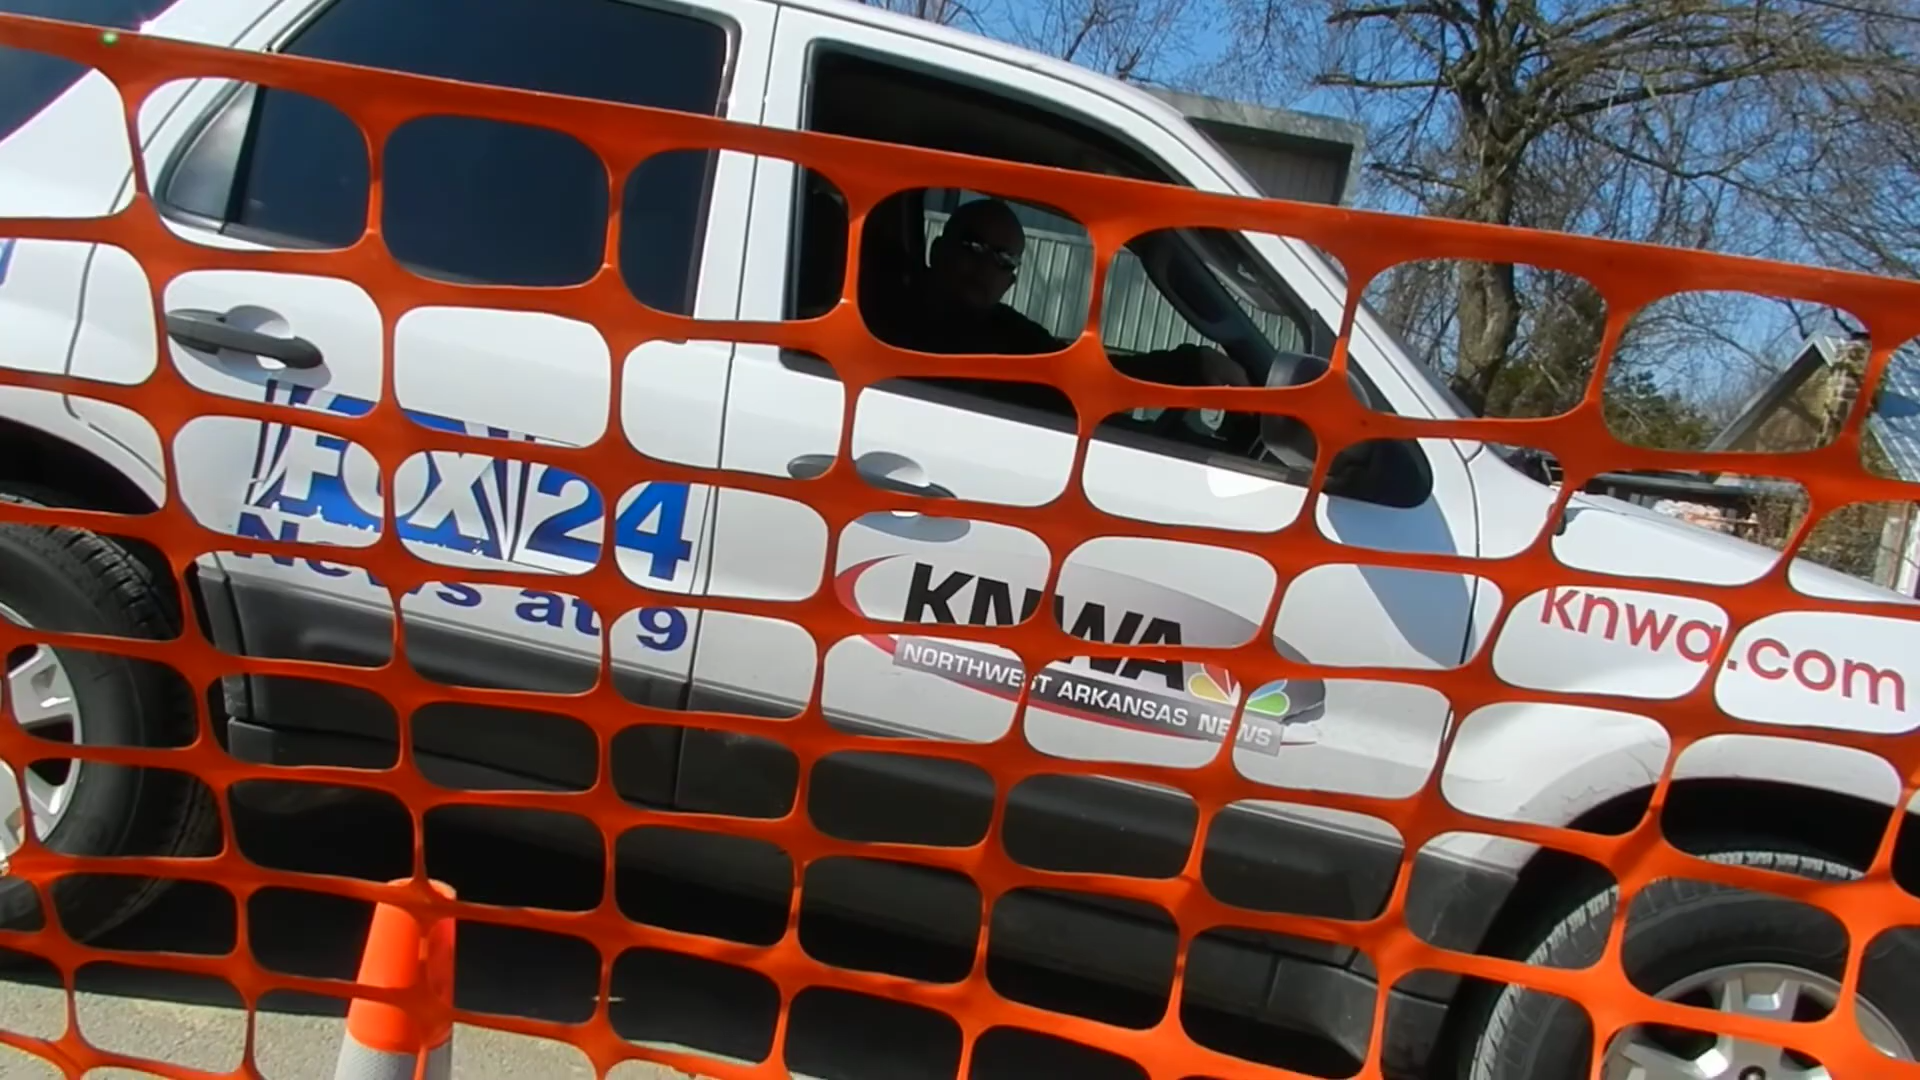 FOX 24
News at 9
KNWA
NORTHWEST ARKANSAS NEWS
knwa.com